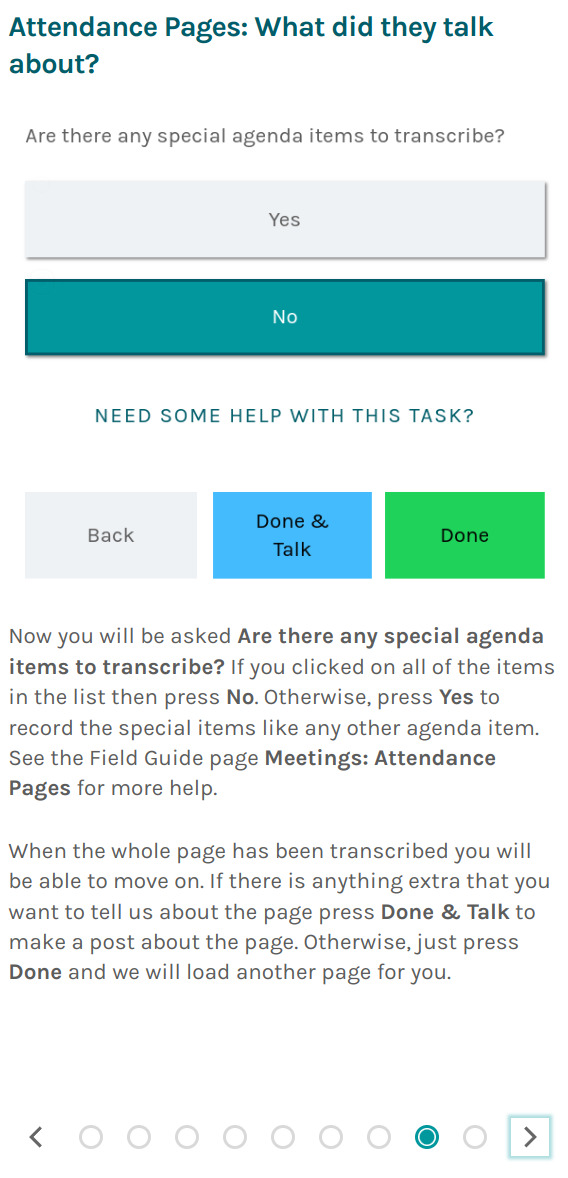 Attendance Pages: What did they talk
about?
Are there any special agenda items to transcribe?
Yes
No
NEED SOME HELP WITH THIS TASK?
Back
Done &
Talk
Done
Now you will be asked Are there any special agenda
items to transcribe? If you clicked on all of the items
in the list then press No. Otherwise, press Yes to
record the special items like any other agenda item.
See the Field Guide page Meetings: Attendance
Pages for more help.
When the whole page has been transcribed you will
be able to move on. If there is anything extra that you
want to tell us about the page press Done & Talk to
make a post about the page. Otherwise, just press
Done and we will load another page for you.